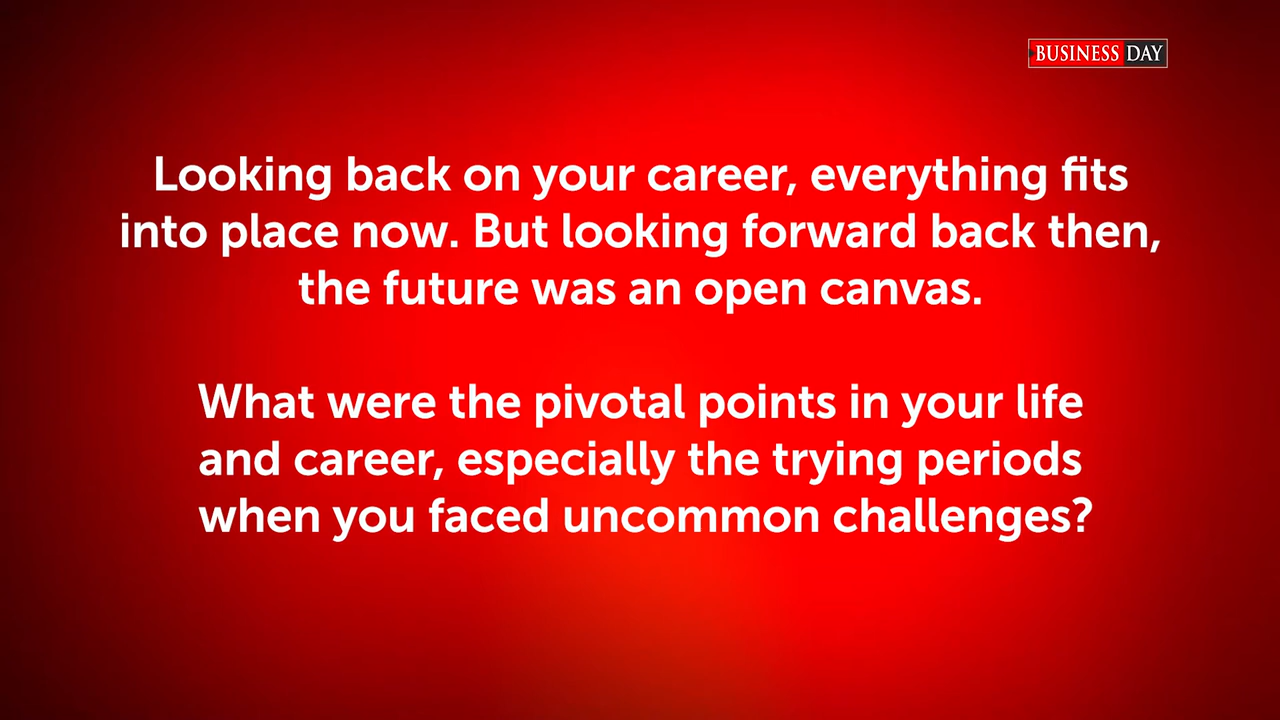 BUSINESS DAY
Looking back on your career, everything fits
into place now. But looking forward back then,
the future was an open canvas.
What were the pivotal points in your life
and career, especially the trying periods
when you faced uncommon challenges?